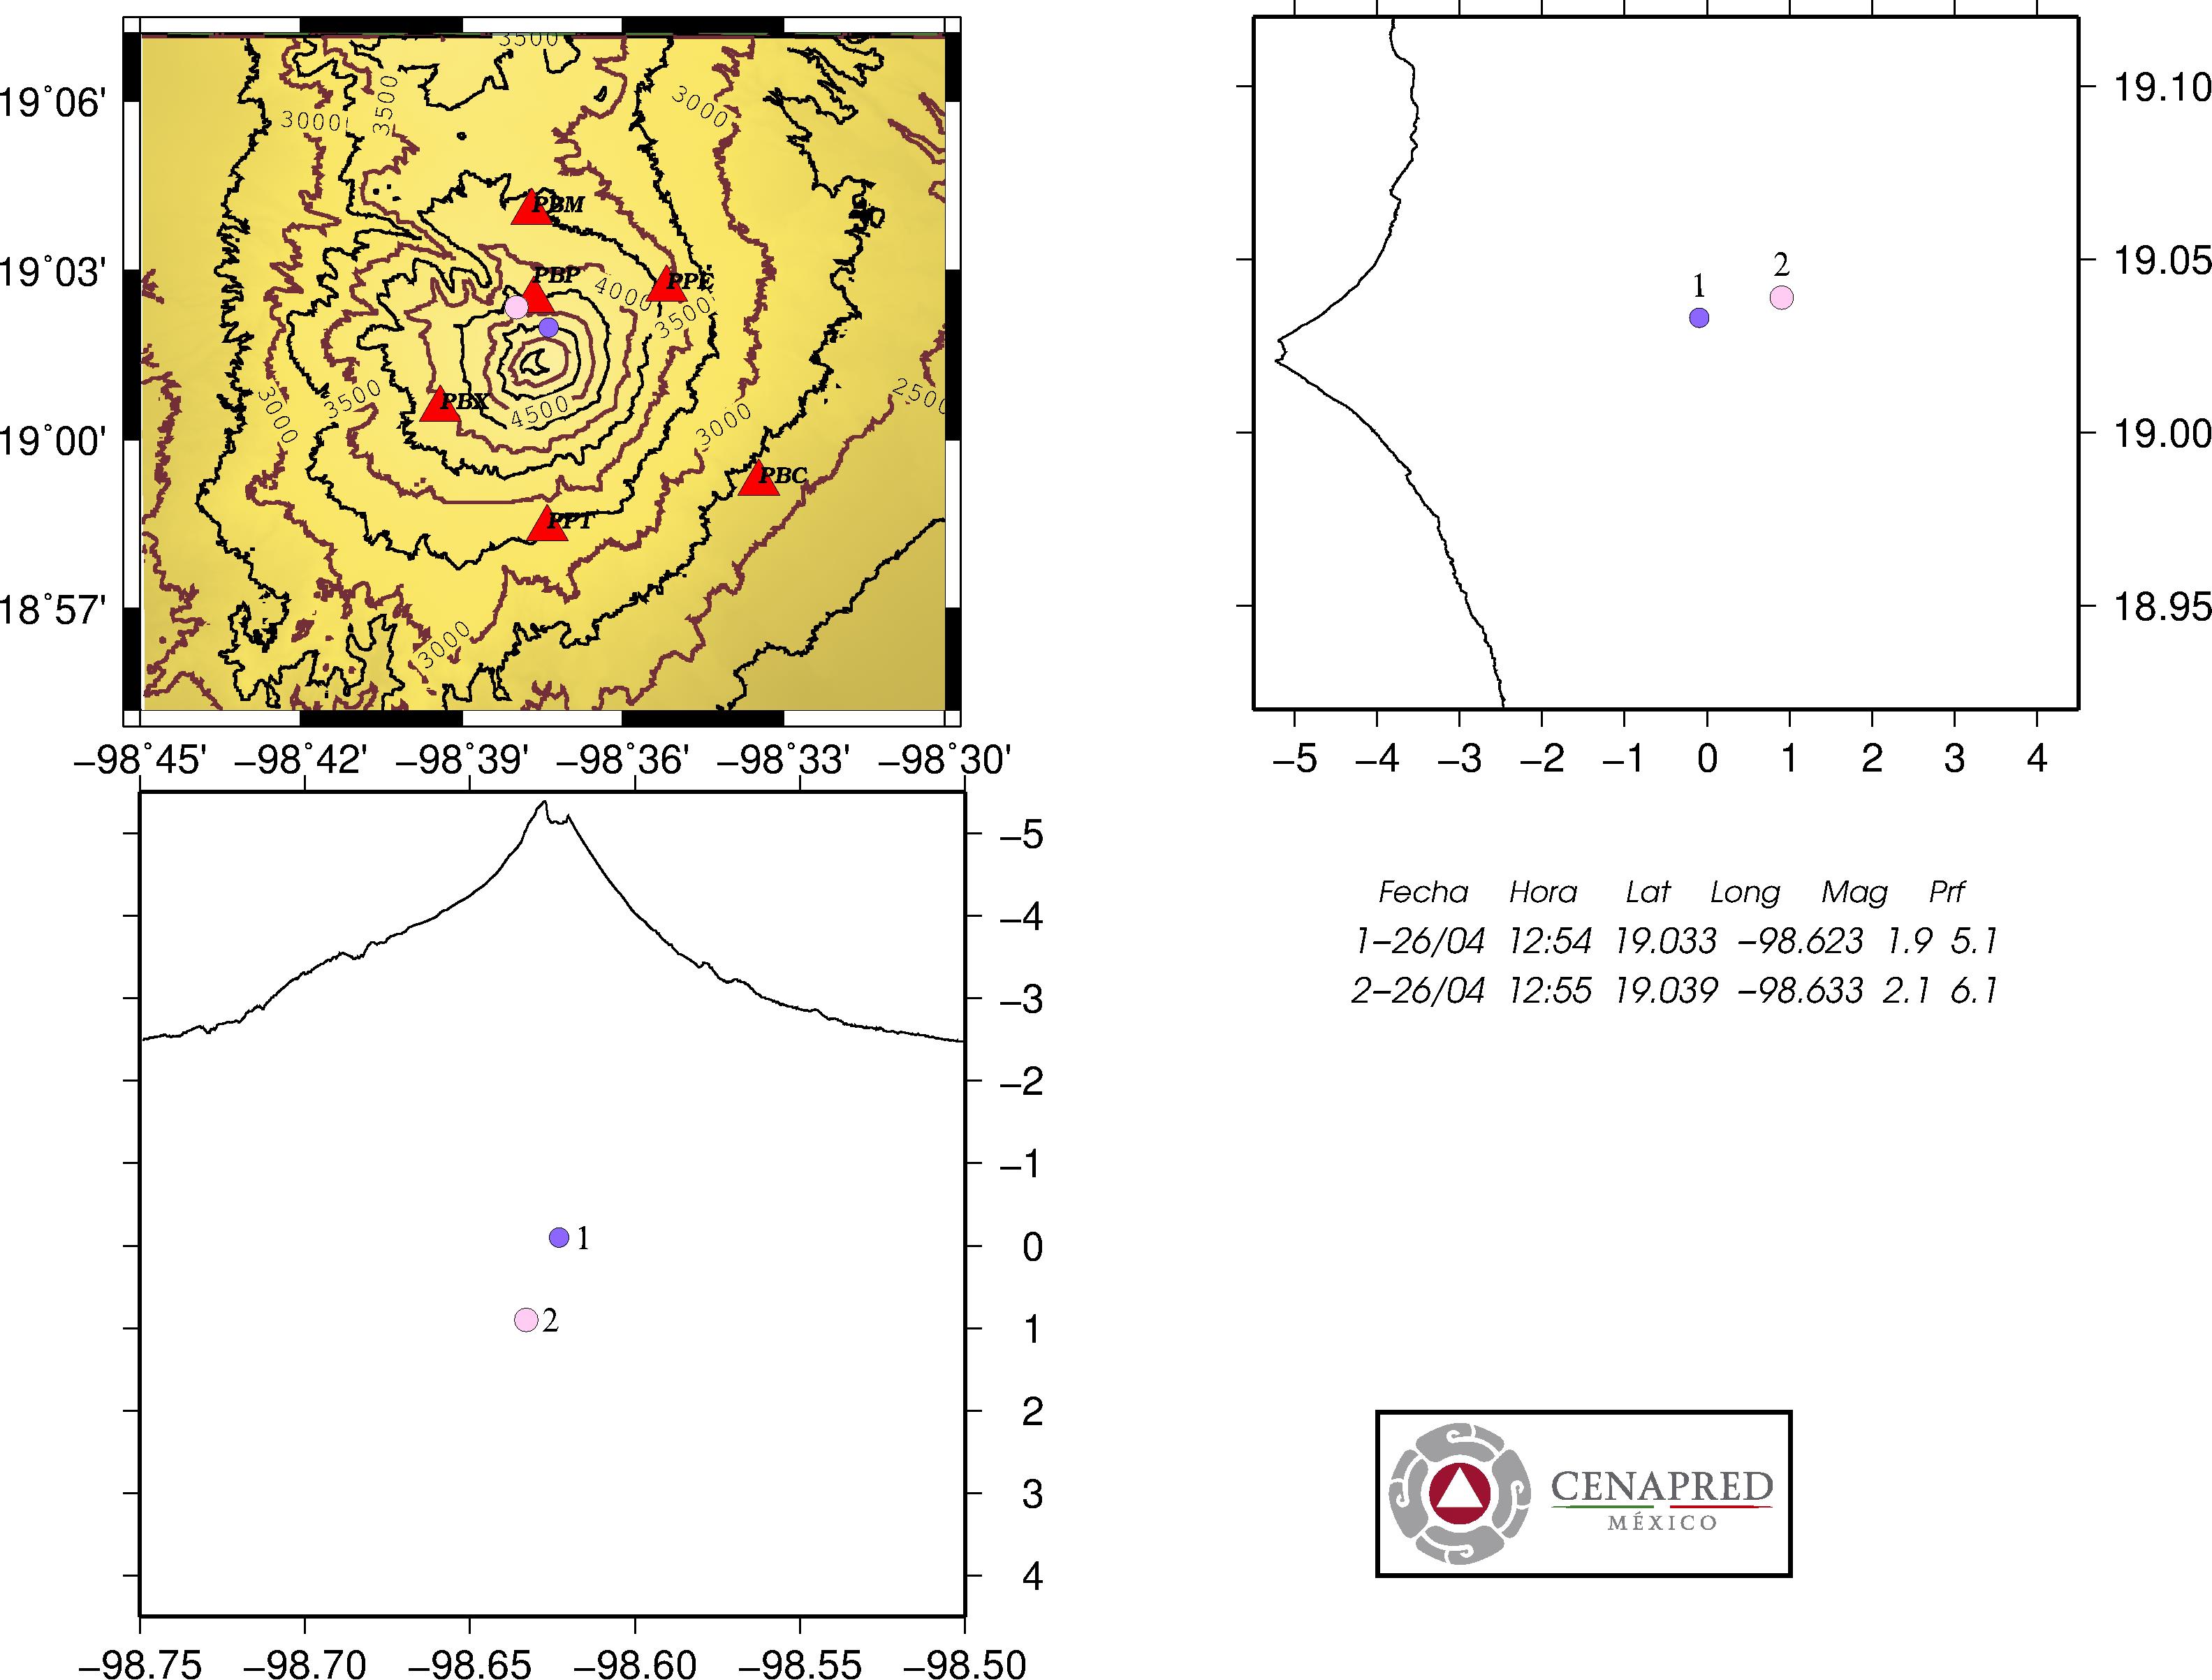 3500
19°06'
3000
3500
3000
PBM
19°03'
PBP
PPE
4000
3500
3500
3000
PBX
4500
3000
2500
19°00'
PBC
PPT
18°57'
3000
−98°45' −98°42' −98°39' −98°36' −98°33' −98°30'
19.10
19.05
19.00
18.95
1
2
−5 −4 −3 −2 −1 0 1 2 3 4
−5
−4
−3
−2
−1
0
1
2
3
4
1
2
−98.75 −98.70 −98.65 −98.60 −98.55 −98.50
Fecha Hora Lat Long Mag Prf
1−26/04 12:54 19.033 −98.623 1.9 5.1
2−26/04 12:55 19.039 −98.633 2.1 6.1
CENAPRED
MÉXICO